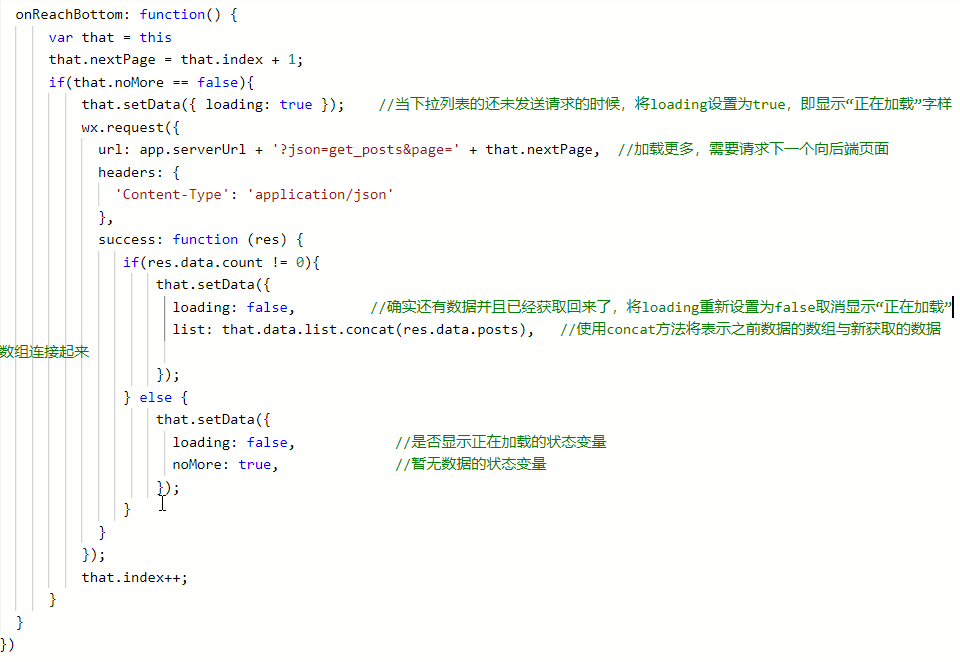 onReachBottom: function() {
var that = this
that.nextPage = that.index + 1;
if(that.noMore == false){
that.setData({ loading: true }); //当下拉列表的还未发送请求的时候，将loading设置为true，即显示“正在加载”字样
wx.request({
url: app.serverUrl + '?json=get_posts&page=' + that.nextPage, //加载更多，需要请求下一个向后端页面
headers: {
'Content-Type': 'application/json'
},
success: function (res) {
if(res.data.count != 0){
that.setData({
loading: false, //确实还有数据并且已经获取回来了，将loading重新设置为false取消显示“正在加载”
list: that.data.list.concat(res.data.posts), //使用concat方法将表示之前数据的数组与新获取的数据
数组连接起来
});
} else {
that.setData({
loading: false, //是否显示正在加载的状态变量
noMore: true, //暂无数据的状态变量
});
}
}
});
that.index++;
}
}
})